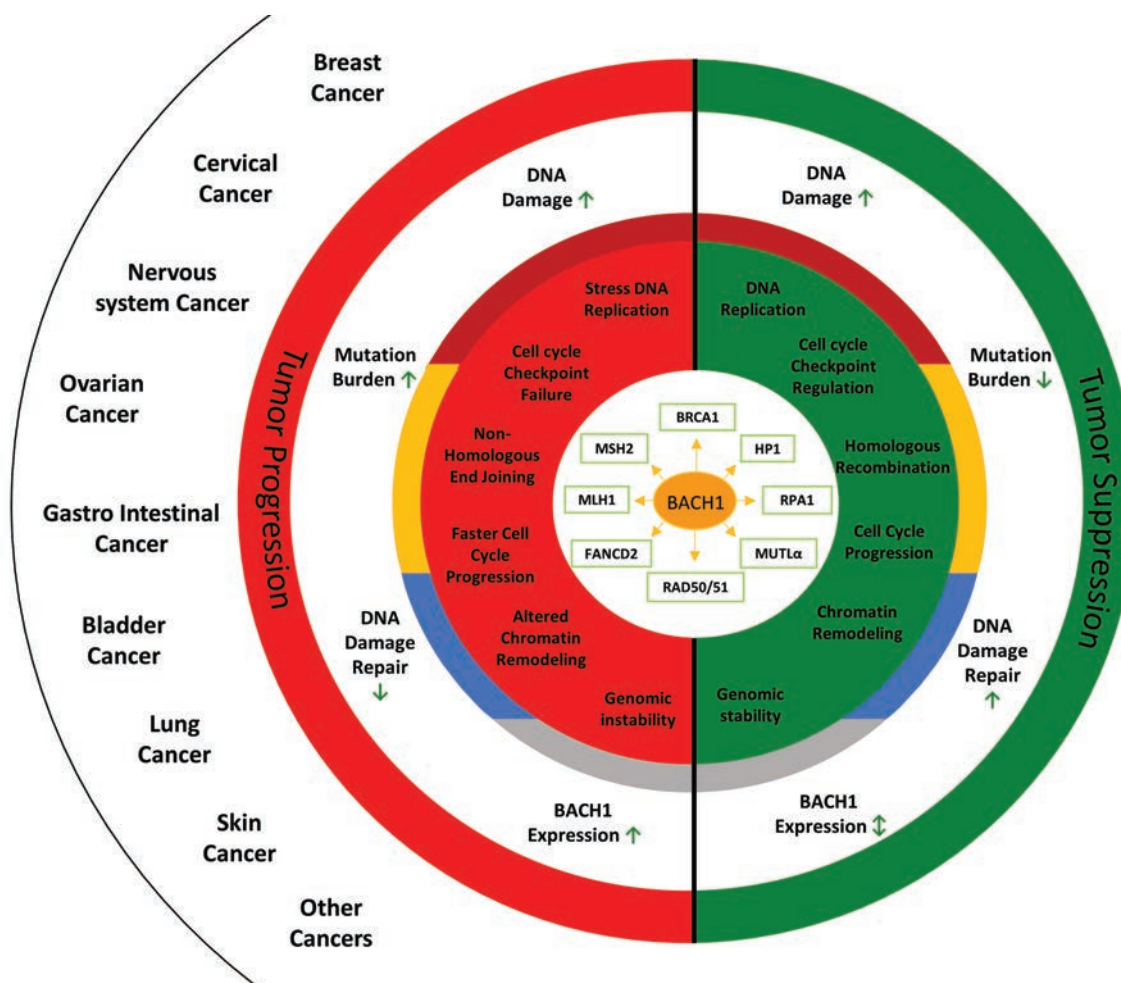 Breast
Cancer
Cervical
Cancer
Nervous
system Cancer
Ovarian
Cancer
Gastro Intestinal
Cancer
Bladder
Cancer
Lung
Cancer
Skin
Cancer
Other
Cancers
Tumor Progression
DNA
Damage ↑
Mutation
Burden ↑
DNA
Damage
Repair
↓
BACH1
Expression ↑
Stress DNA
Replication
Cell cycle
Checkpoint
Failure
Non-
Homologous
End Joining
Faster Cell
Cycle
Progression
Altered
Chromatin
Remodeling
Genomic
instability
BRCA1
MSH2
HP1
MLH1
BACH1
RPA1
FANCD2
MUTLα
RAD50/51
DNA
Replication
Cell cycle
Checkpoint
Regulation
Homologous
Recombination
Cell Cycle
Progression
Chromatin
Remodeling
Genomic
stability
DNA
Damage ↑
Mutation
Burden ↓
DNA
Damage
Repair
↑
BACH1
Expression ↕
Tumor Suppression